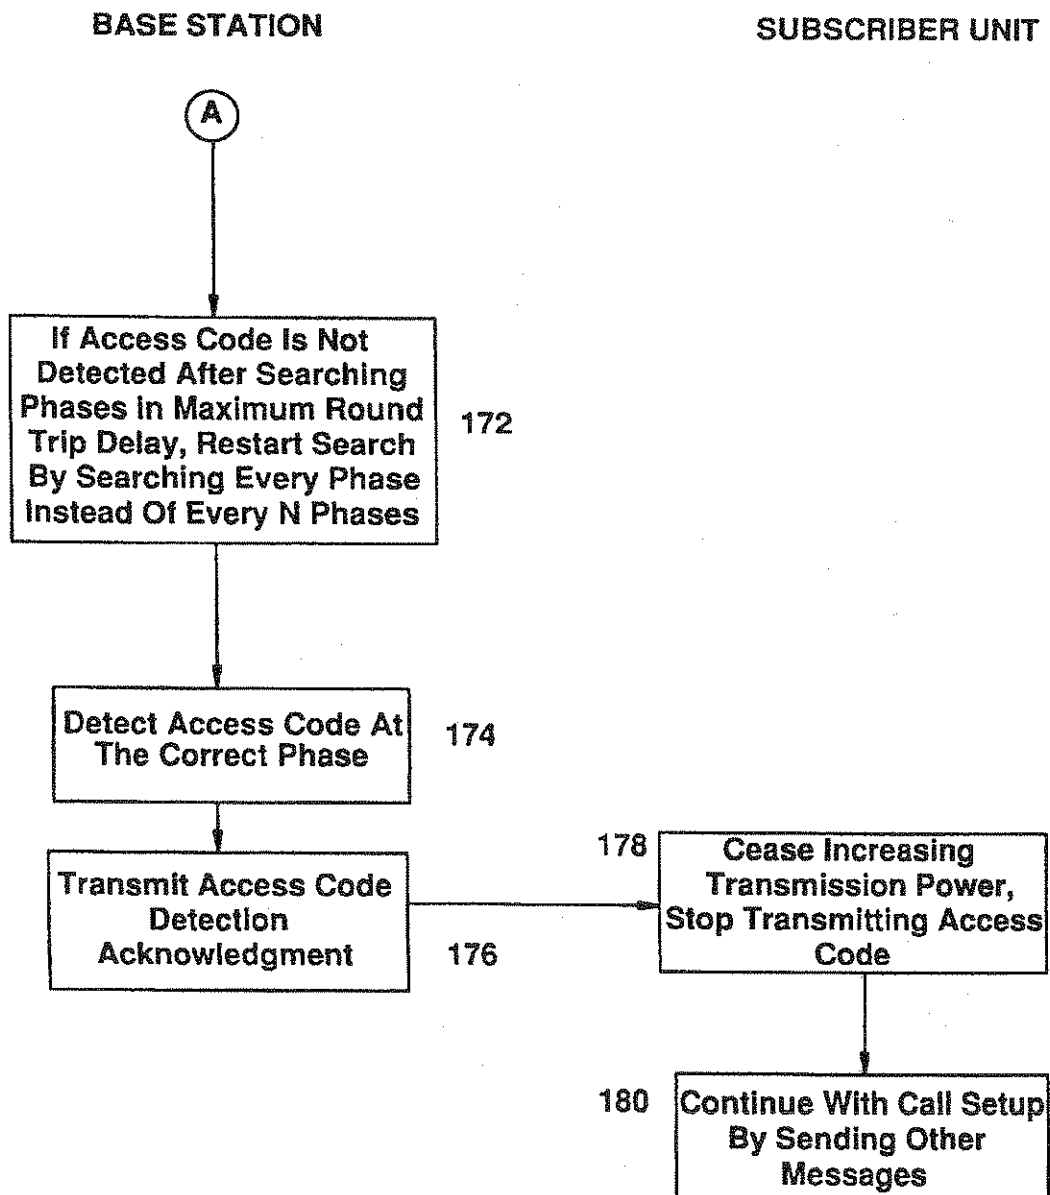 BASE STATION
SUBSCRIBER UNIT
A
If Access Code Is Not
Detected After Searching
Phases In Maximum Round
Trip Delay, Restart Search
By Searching Every Phase
Instead Of Every N Phases
172
Detect Access Code At
The Correct Phase
174
Transmit Access Code
Detection
Acknowledgment
176
178
Cease Increasing
Transmission Power,
Stop Transmitting Access
Code
180
Continue With Call Setup
By Sending Other
Messages